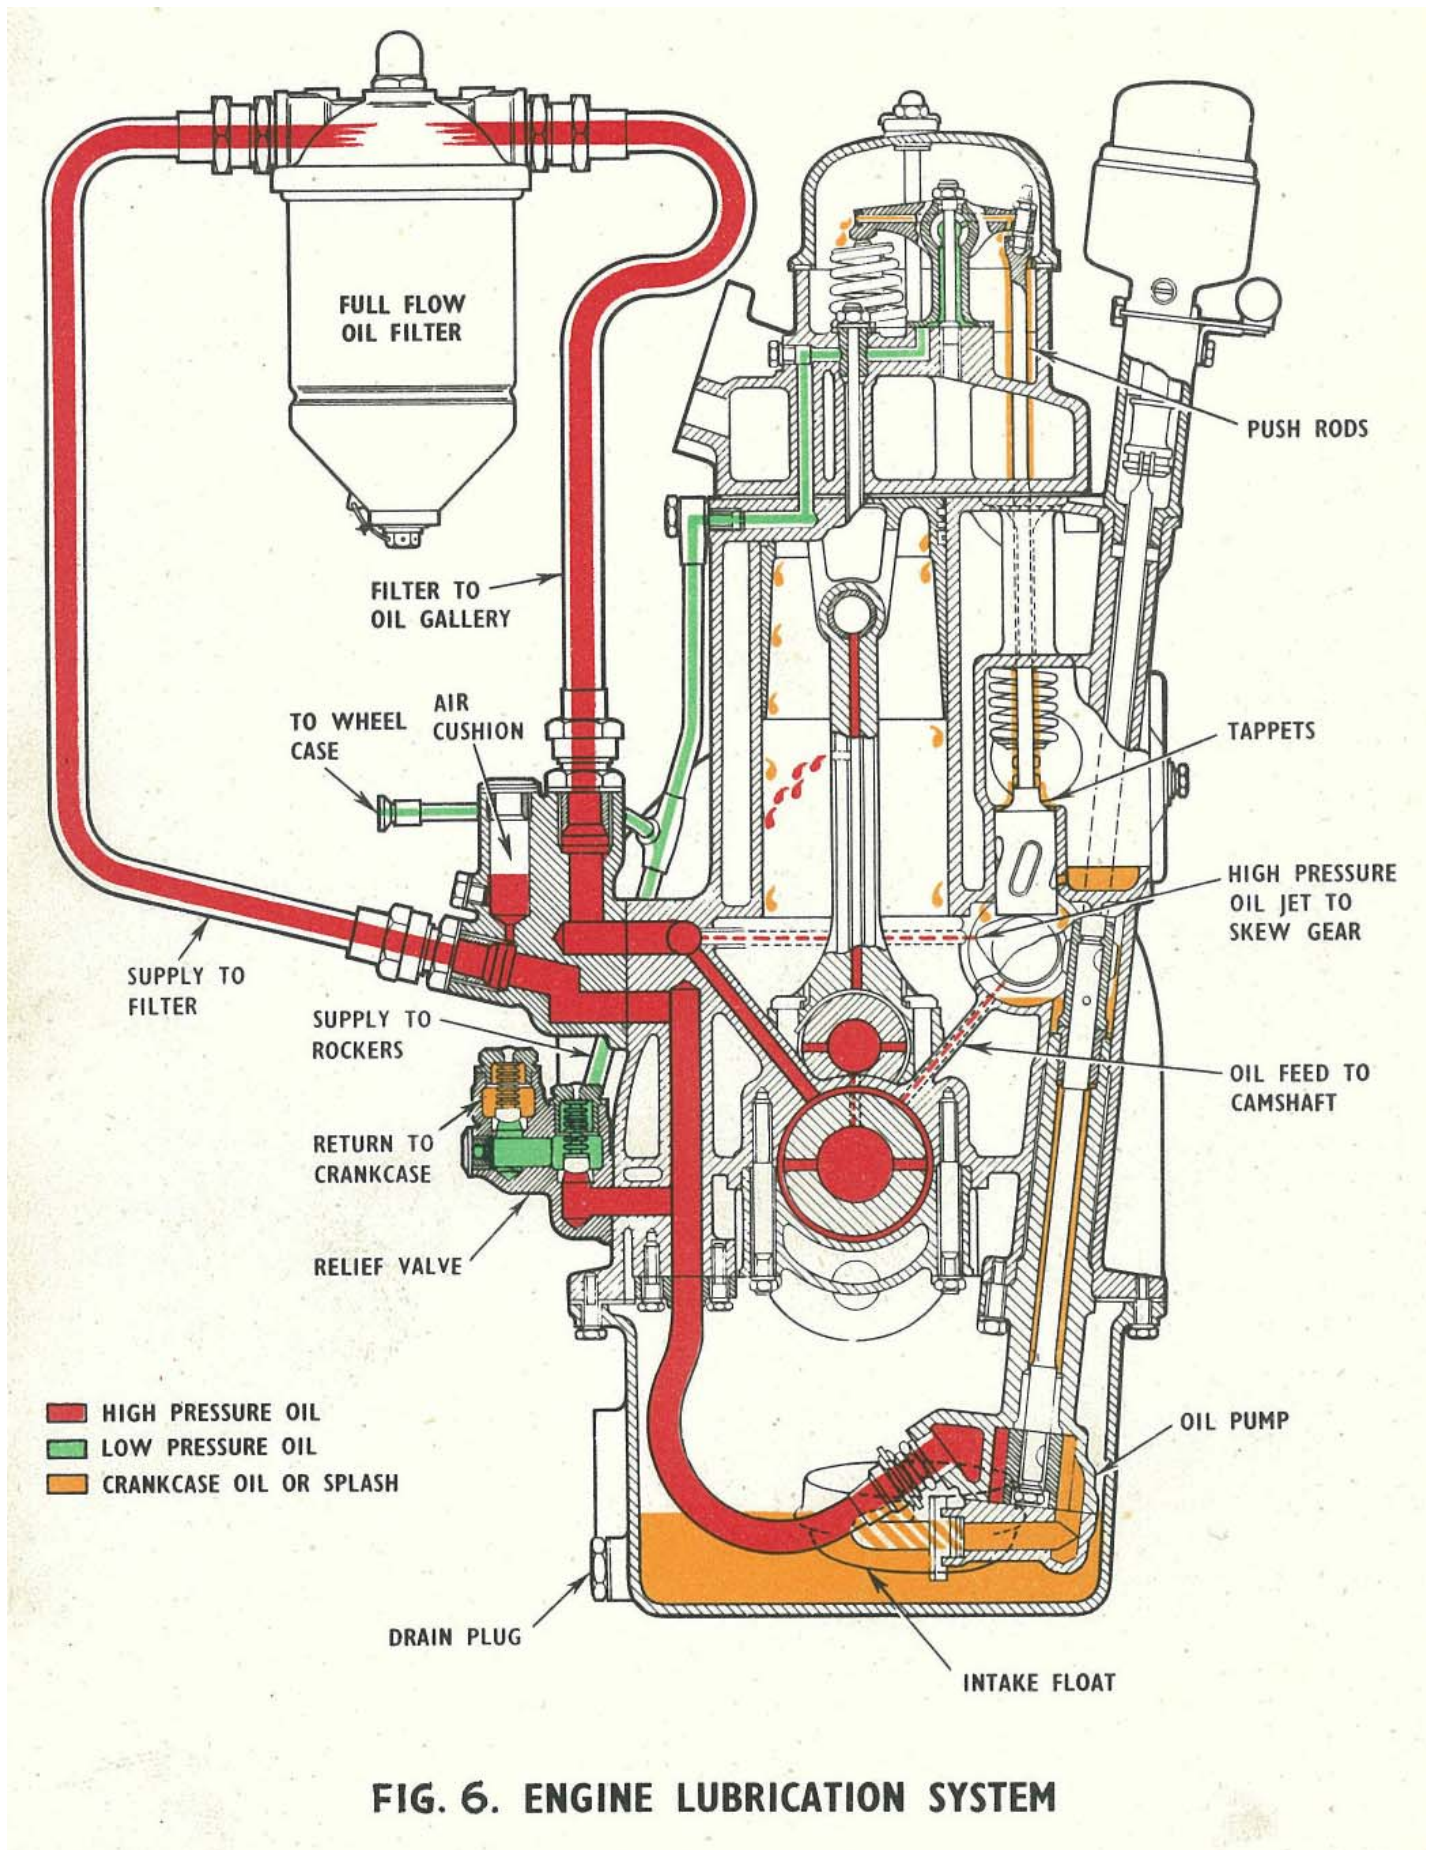 FULL FLOW
OIL FILTER
PUSH RODS
FILTER TO
OIL GALLERY
AIR
CUSHION
TO WHEEL
CASE
TAPPETS
HIGH PRESSURE
OIL JET TO
SKEW GEAR
SUPPLY TO
FILTER
SUPPLY TO
ROCKERS
OIL FEED TO
CAMSHAFT
RETURN TO
CRANKCASE
RELIEF VALVE
HIGH PRESSURE OIL
LOW PRESSURE OIL
CRANKCASE OIL OR SPLASH
OIL PUMP
DRAIN PLUG
INTAKE FLOAT
FIG. 6. ENGINE LUBRICATION SYSTEM